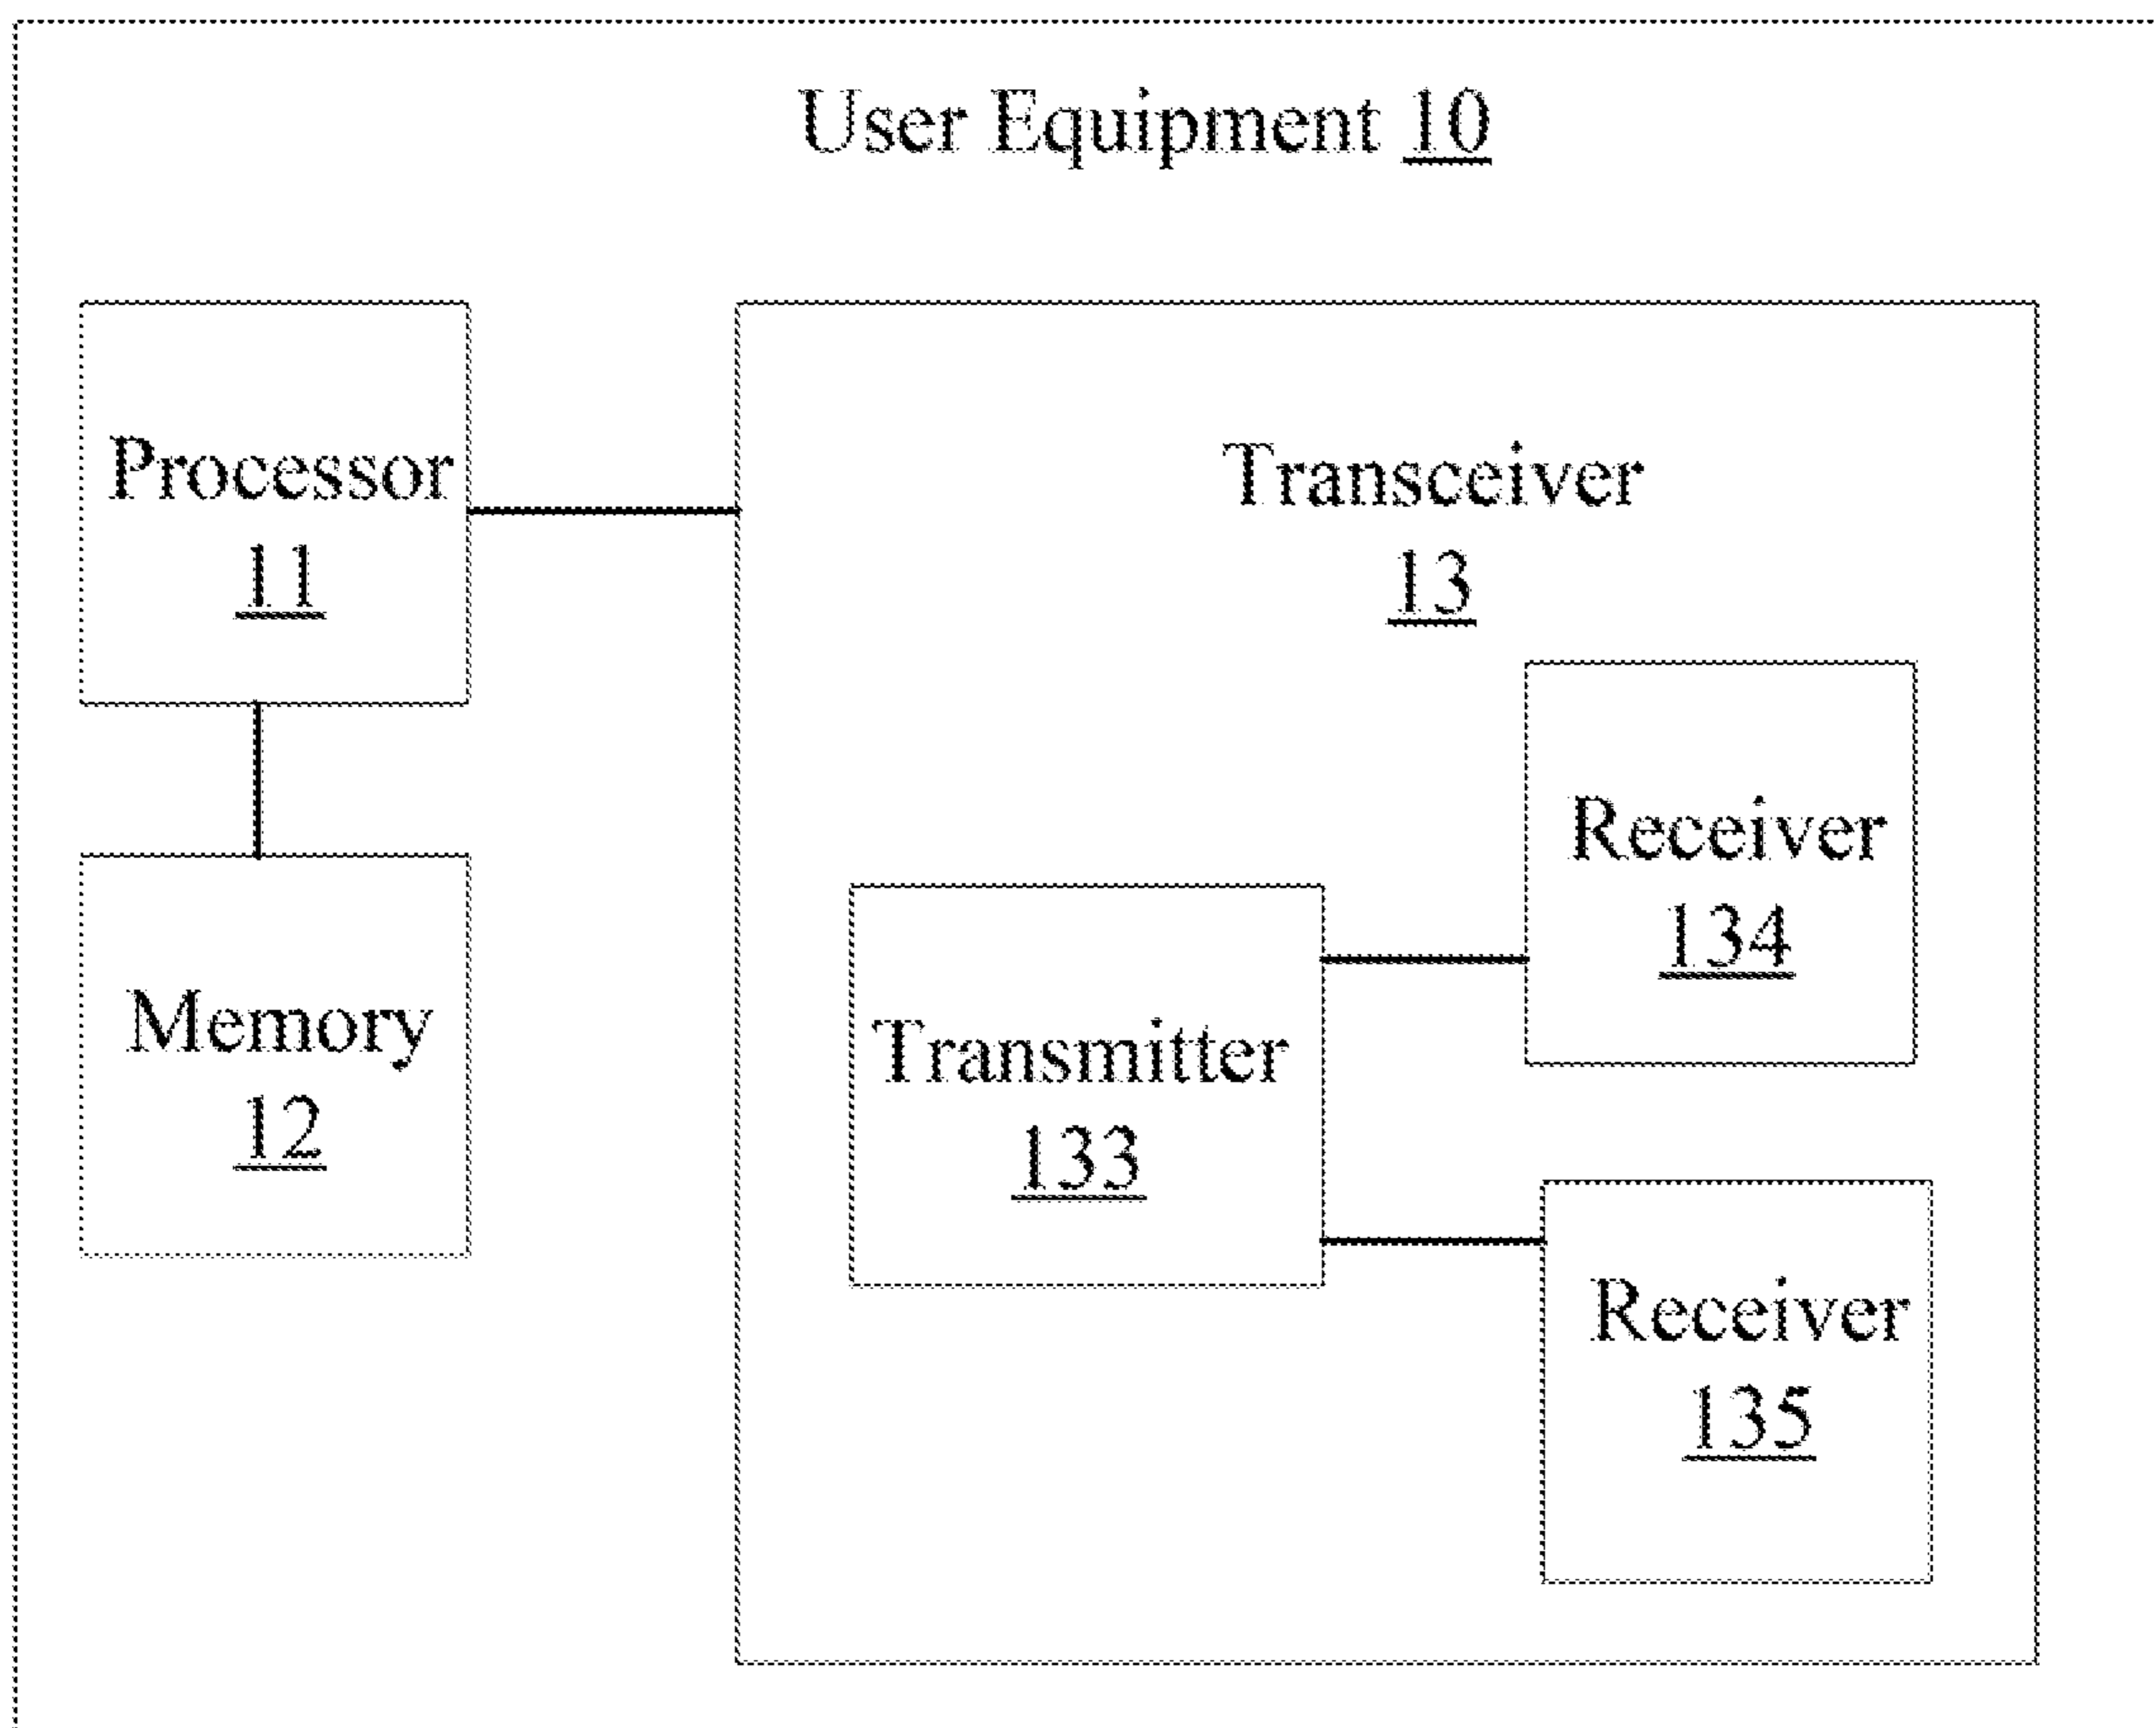 User Equipment 10
Processor
11
Transceiver
13
Receiver
134
Memory
12
Transmitter
133
Receiver
135